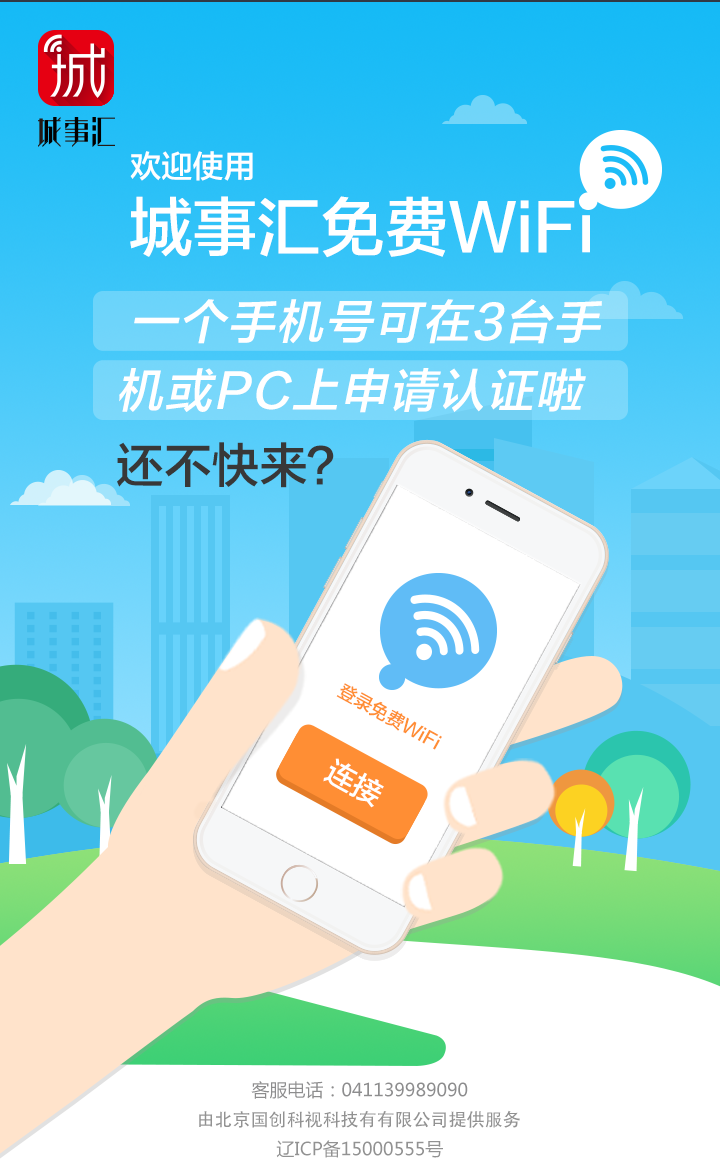 城
城事汇
欢迎使用
城事汇免费WiFi
一个手机号可在3台手
机或PC上申请认证啦
还不快来?
登录免费WiFi
连接
客服电话：041139989090
由北京国创科视科技有有限公司提供服务
辽ICP备15000555号